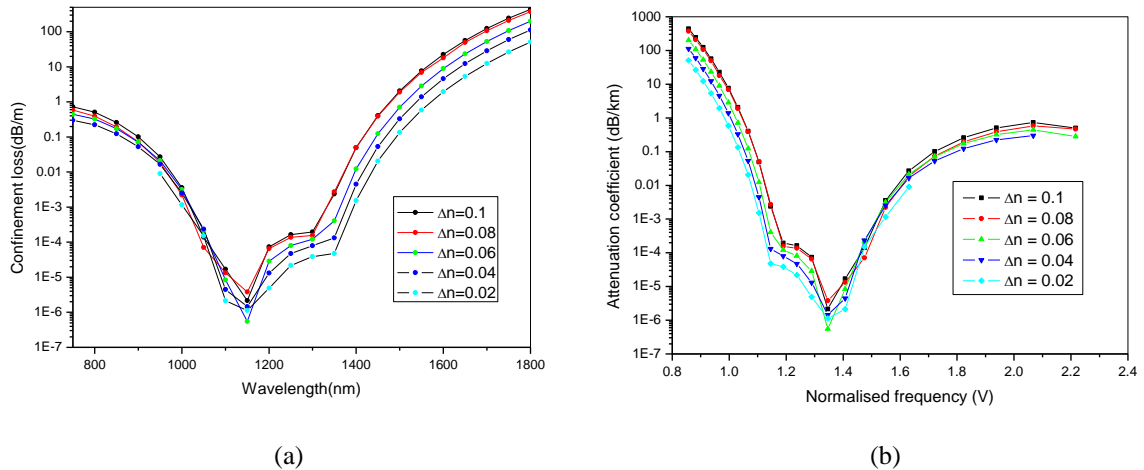 100
10
1
0.1
0.01
1E-3
1E-4
1E-5
1E-6
1E-7
Confinement loss(dB/m)
Δn=0.1
Δn=0.08
Δn=0.06
Δn=0.04
Δn=0.02
800 1000 1200 1400 1600 1800
Wavelength(nm)
(a)
1000
100
10
1
0.1
0.01
1E-3
1E-4
1E-5
1E-6
1E-7
Attenuation coefficient (dB/km)
Δn = 0.1
Δn = 0.08
Δn = 0.06
Δn = 0.04
Δn = 0.02
0.8 1.0 1.2 1.4 1.6 1.8 2.0 2.2 2.4
Normalised frequency (V)
(b)